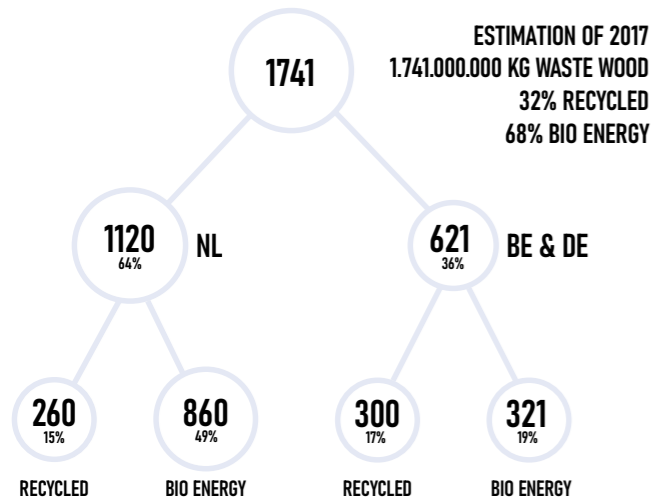 ESTIMATION OF 2017
1.741.000.000 KG WASTE WOOD
32% RECYCLED
68% BIO ENERGY
1741
1120
64%
NL
621
36%
BE & DE
260
15%
860
49%
300
17%
321
19%
RECYCLED
BIO ENERGY
RECYCLED
BIO ENERGY